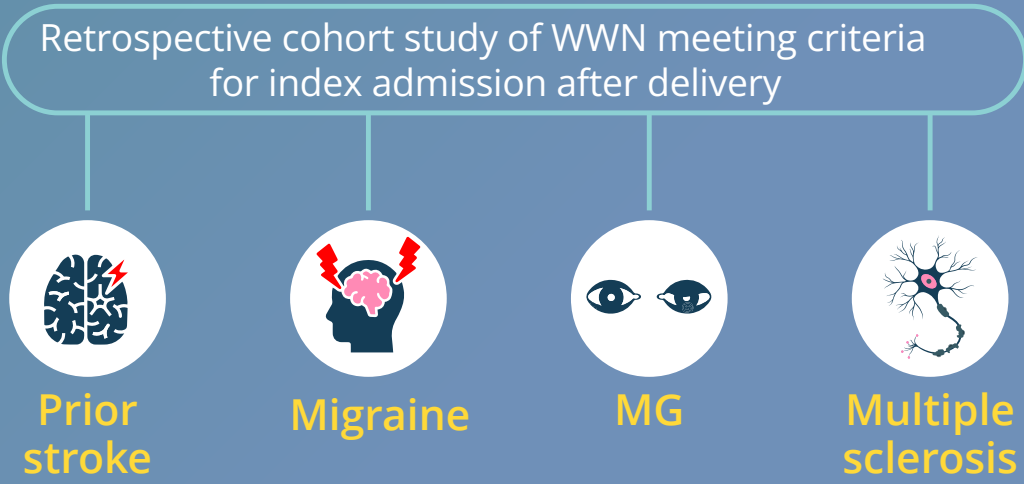 Retrospective cohort study of WWN meeting criteria
for index admission after delivery
Prior
stroke
Migraine
MG
Multiple
sclerosis